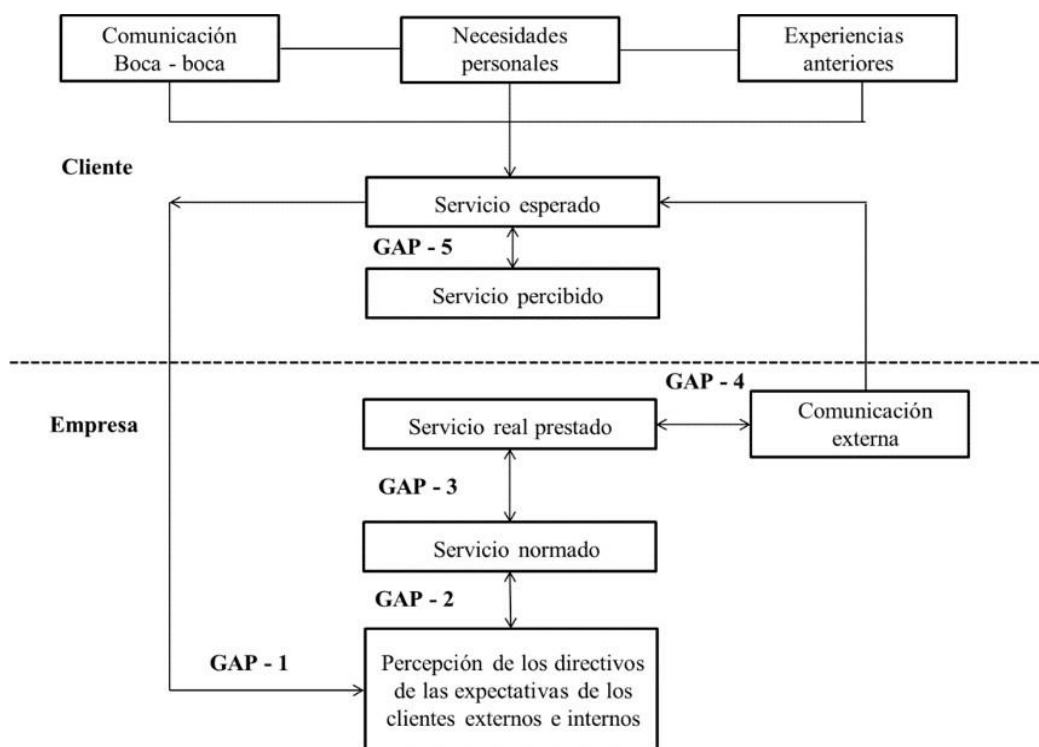 Comunicación
Boca - boca
Necesidades
personales
Experiencias
anteriores
Cliente
Servicio esperado
GAP - 5
Servicio percibido
GAP - 4
Empresa
Servicio real prestado
Comunicación
externa
GAP - 3
Servicio normado
GAP - 2
GAP - 1
Percepción de los directivos
de las expectativas de los
clientes externos e internos